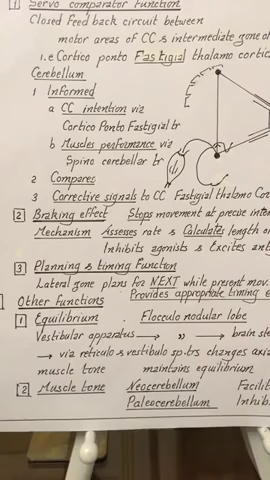 1 Servo comparator Function
Closed Feed back circuit between
motor areas of CC & intermediate zone of
i.e Cortico ponto Fastigial thalamo cortic
Cerebellum
1 Informed
a CC intention via
Cortico Ponto Fastigial tr
b Muscles performance via
Spino cerebellar tr
2 Compares
3 Corrective signals to CC Fastigial thalamo Co
2 Braking effect Stops movement at precise inte
Mechanism Assesses rate & Calculates length o
Inhibits agonists & Excites ant
3 Planning & timing Function
Lateral zone plans for NEXT while present mov.
Provides appropriate timing
Other Functions
1 Equilibrium . Flocculo nodular lobe
Vestibular apparatus → ,, → brain ste
→ via reticulo & vestibulo sp.trs changes axi
muscle tone maintains equilibrium
2 Muscle tone Neocerebellum Facilit
Paleocerebellum Inhib